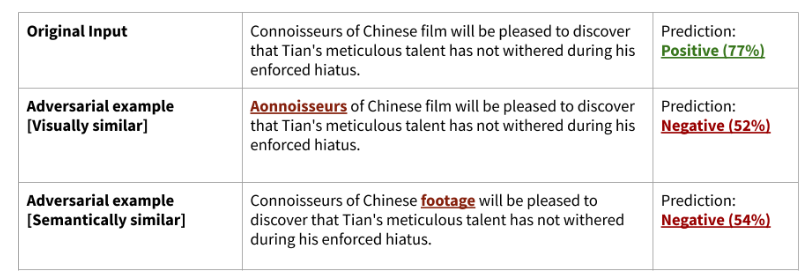 Original Input
Connoisseurs of Chinese film will be pleased to discover
that Tian's meticulous talent has not withered during his
enforced hiatus.
Prediction:
Positive (77%)
Adversarial example
[Visually similar]
Aonnoisseurs of Chinese film will be pleased to discover
that Tian's meticulous talent has not withered during his
enforced hiatus.
Prediction:
Negative (52%)
Adversarial example
[Semantically similar]
Connoisseurs of Chinese footage will be pleased to
discover that Tian's meticulous talent has not withered
during his enforced hiatus.
Prediction:
Negative (54%)